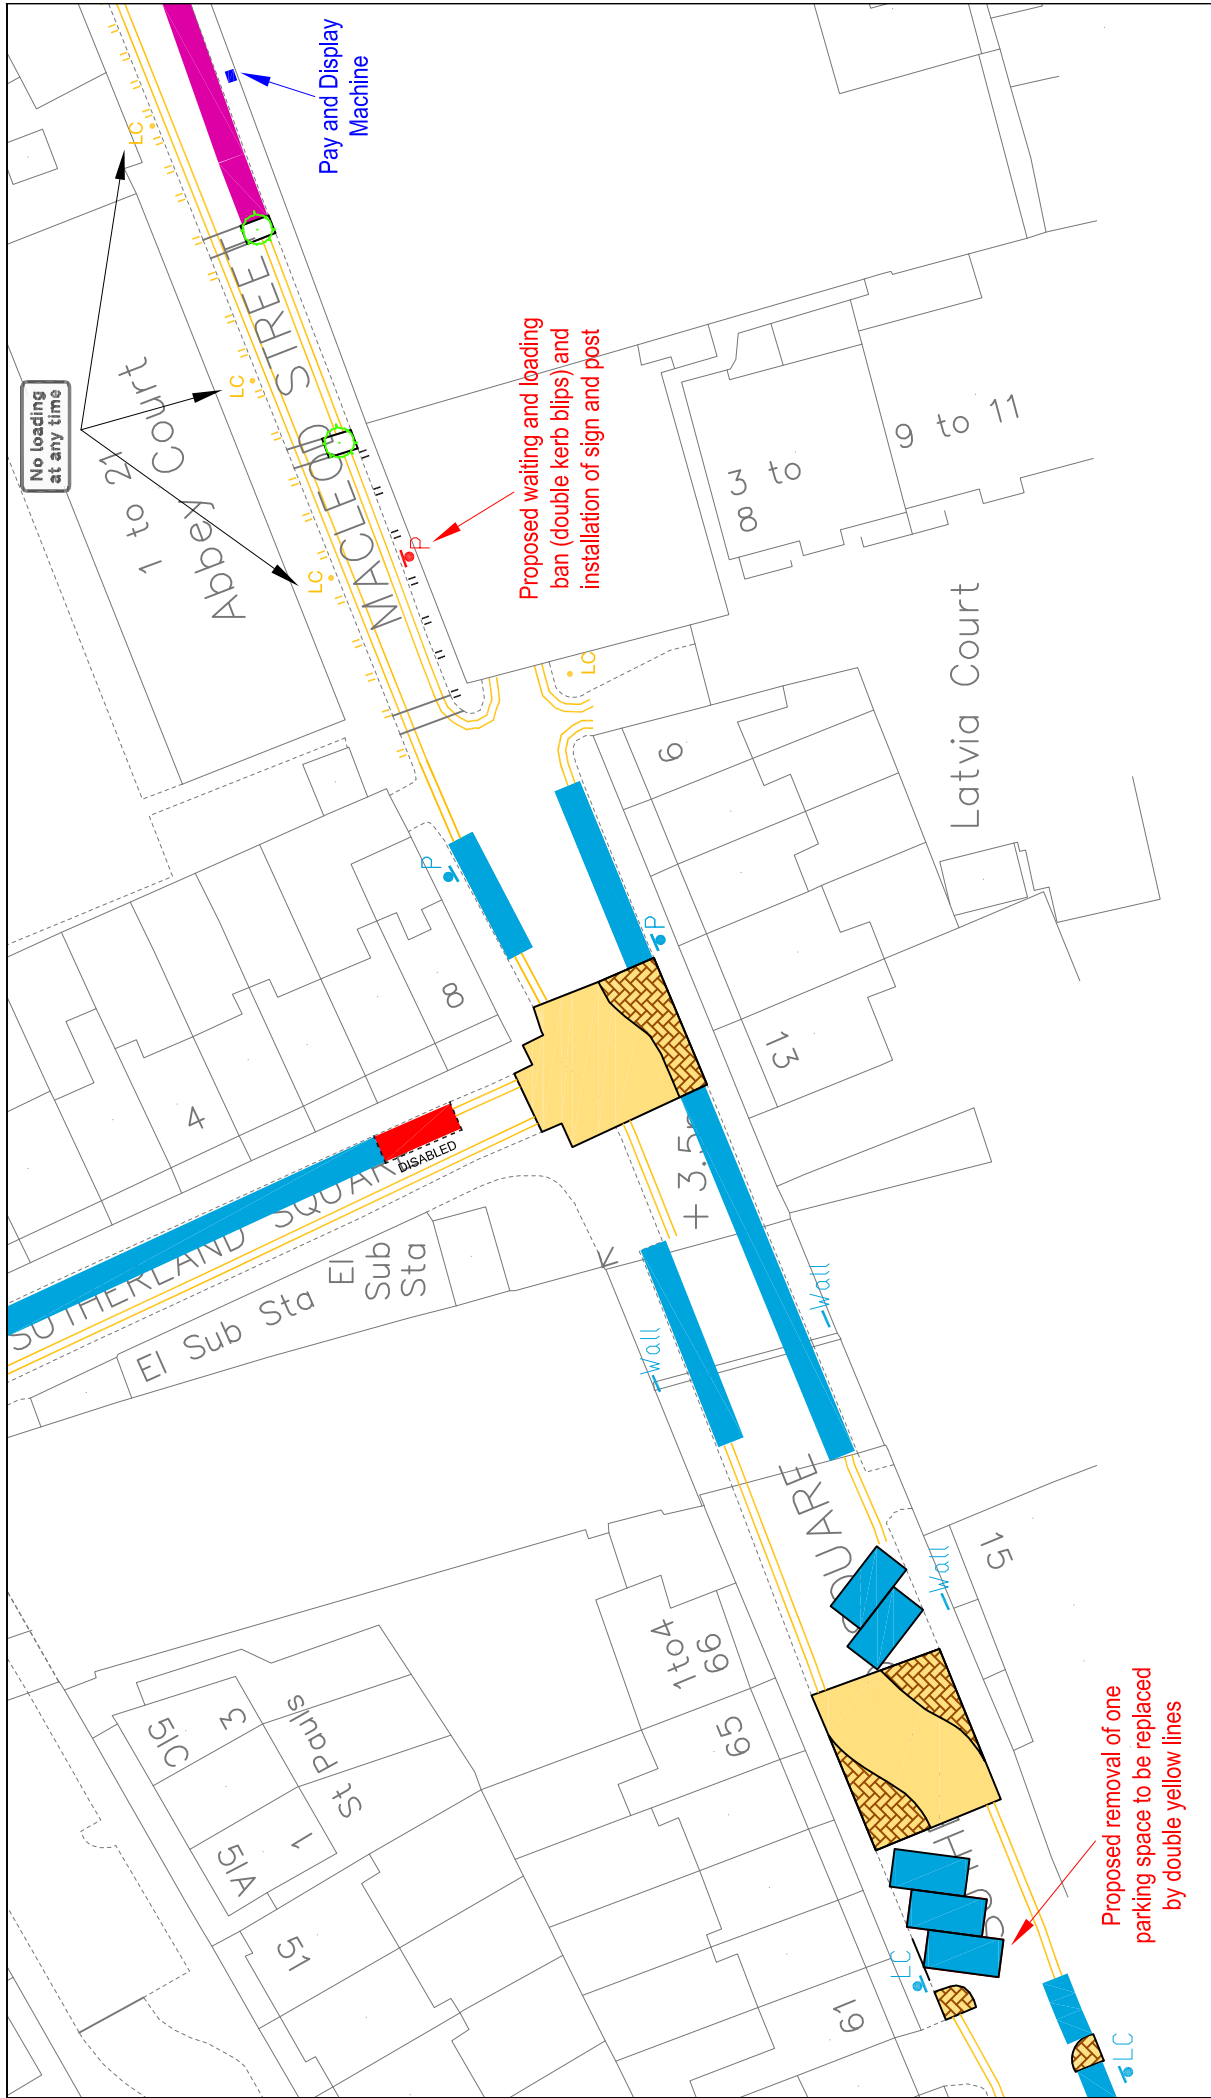 No loading
at any time
LC
LC
LC
Pay and Display
Machine
1 to 21
Abbey Court
MACLEOD STREET
Proposed waiting and loading
ban (double kerb blips) and
installation of sign and post
P
LC
3 to
8
9 to 11
Latvia Court
6
P
P
8
4
13
DISABLED
SUTHERLAND SQUARE
El Sub Sta
El
Sub
Sta
+ 3.5m
Wall
Wall
Wall
SQUARE
15
1to4
66
65
61
51C
3
St Pauls
1
51A
51
LC
LC
Proposed removal of one
parking space to be replaced
by double yellow lines